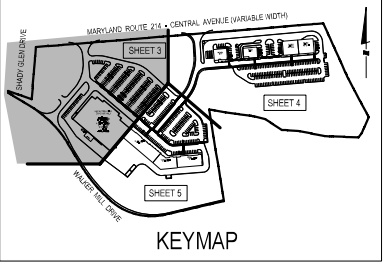 MARYLAND ROUTE 214 • CENTRAL AVENUE (VARIABLE WIDTH)
SHADY GLEN DRIVE
SHEET 3
SHEET 4
SHEET 5
WALKER MILL DRIVE
KEYMAP